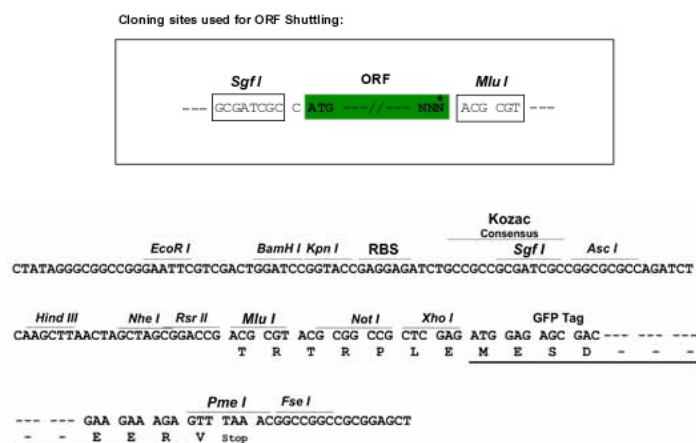 Cloning sites used for ORF Shuttling:
Sgf I ORF Mlu I
--- GCGATCGC C ATG ---//--- NNN* ACG CGT ---
Kozac
Consensus
EcoR I BamH I Kpn I RBS Sgf I Asc I
CTATAGGGCGGCCGGGAATTCGTCGACTGGATCCGGTACCGAGGAGATCTGCCGCCGCGATCGCCGGCGCGCCAGATCT
Hind III Nhe I Rsr II Mlu I Not I Xho I GFP Tag
CAAGCTTAACTAGCTAGCGGACCG ACG CGT ACG CGG CCG CTC GAG ATG GAG AGC GAC --- --- ---
T R T R P L E M E S D - - -
Pme I Fse I
--- --- GAA GAA AGA GTT TAA ACGGCCGGCCGCGGAGCT
- - E E R V Stop